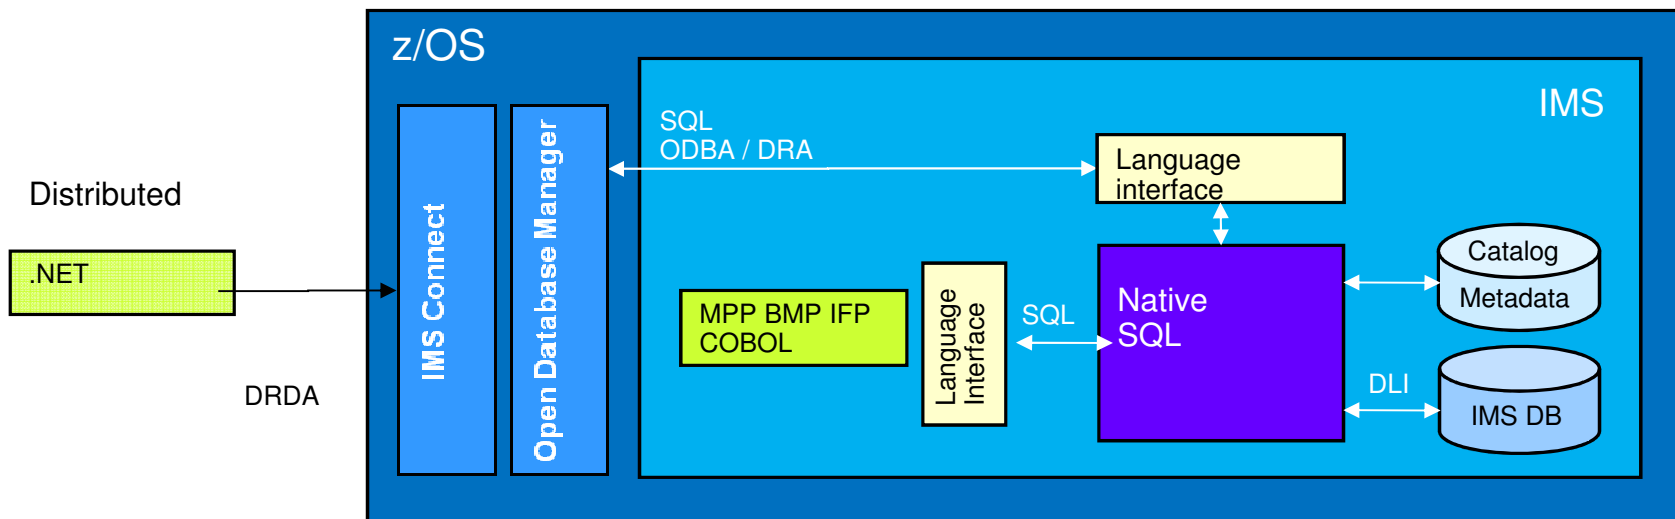 z/OS
IMS
SQL
ODBA / DRA
Language
interface
Distributed
.NET
DRDA
IMS Connect
Open Database Manager
MPP BMP IFP
COBOL
Language
Interface
SQL
Native
SQL
Catalog
Metadata
DLI
IMS DB